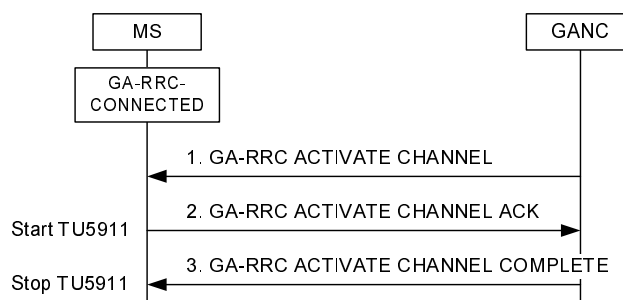 MS
GANC
GA-RRC-
CONNECTED
1. GA-RRC ACTIVATE CHANNEL
2. GA-RRC ACTIVATE CHANNEL ACK
Start TU5911
3. GA-RRC ACTIVATE CHANNEL COMPLETE
Stop TU5911